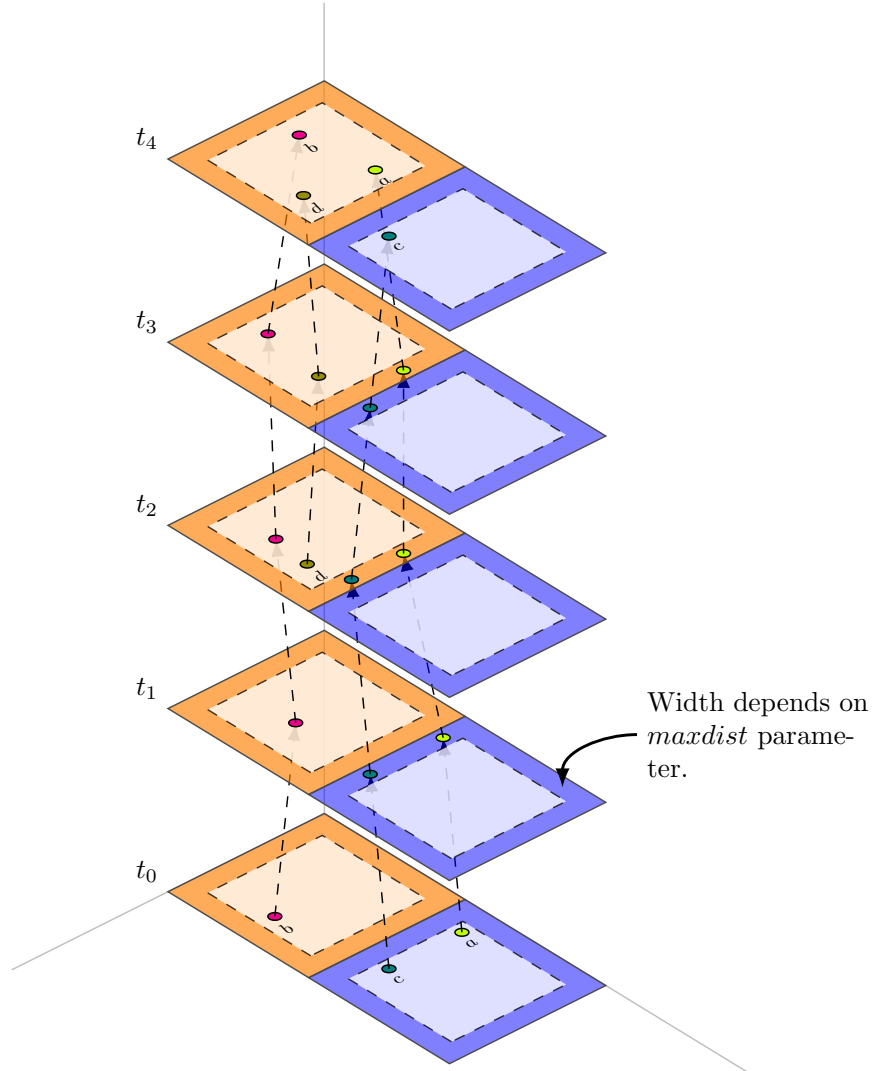 t4
b
a
d
c
t3
t2
d
t1
Width depends on
maxdist parame-
ter.
t0
b
a
c